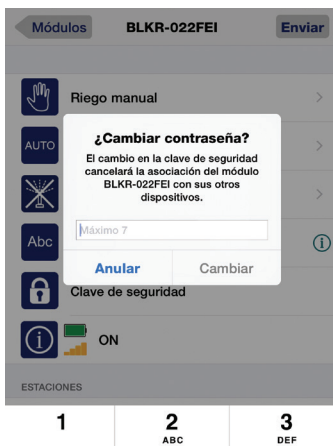 Módulos BLKR-022FEI Enviar
Riego manual
AUTO
¿Cambiar contraseña?
El cambio en la clave de seguridad
cancelará la asociación del módulo
BLKR-022FEI con sus otros
dispositivos.
Abc
Máximo 7
Anular Cambiar
Clave de seguridad
ON
ESTACIONES
1 2 3
ABC DEF